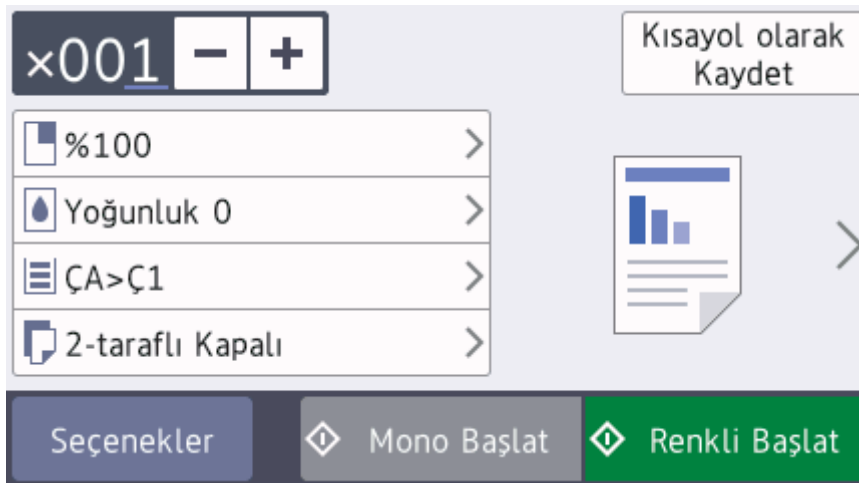 ×001 − +
Kısayol olarak
Kaydet
%100
Yoğunluk 0
ÇA>Ç1
2-taraflı Kapalı
Seçenekler
Mono Başlat
Renkli Başlat